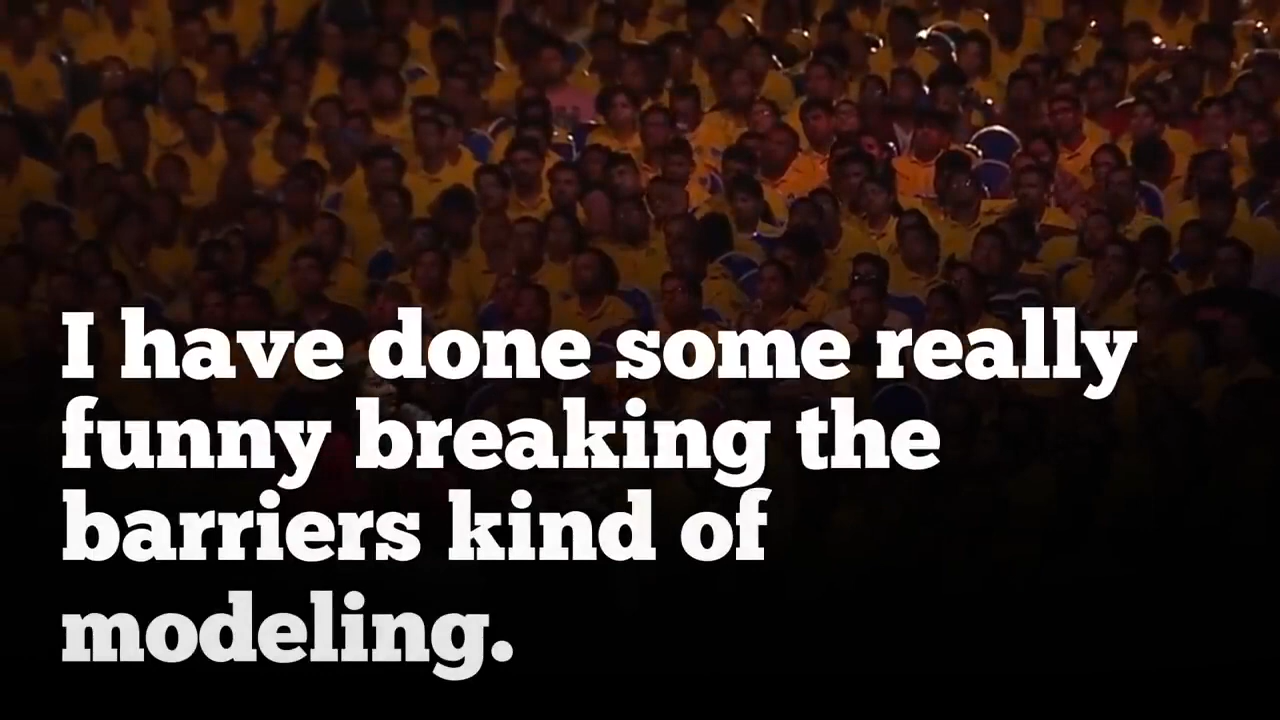 I have done some really
funny breaking the
barriers kind of
modeling.